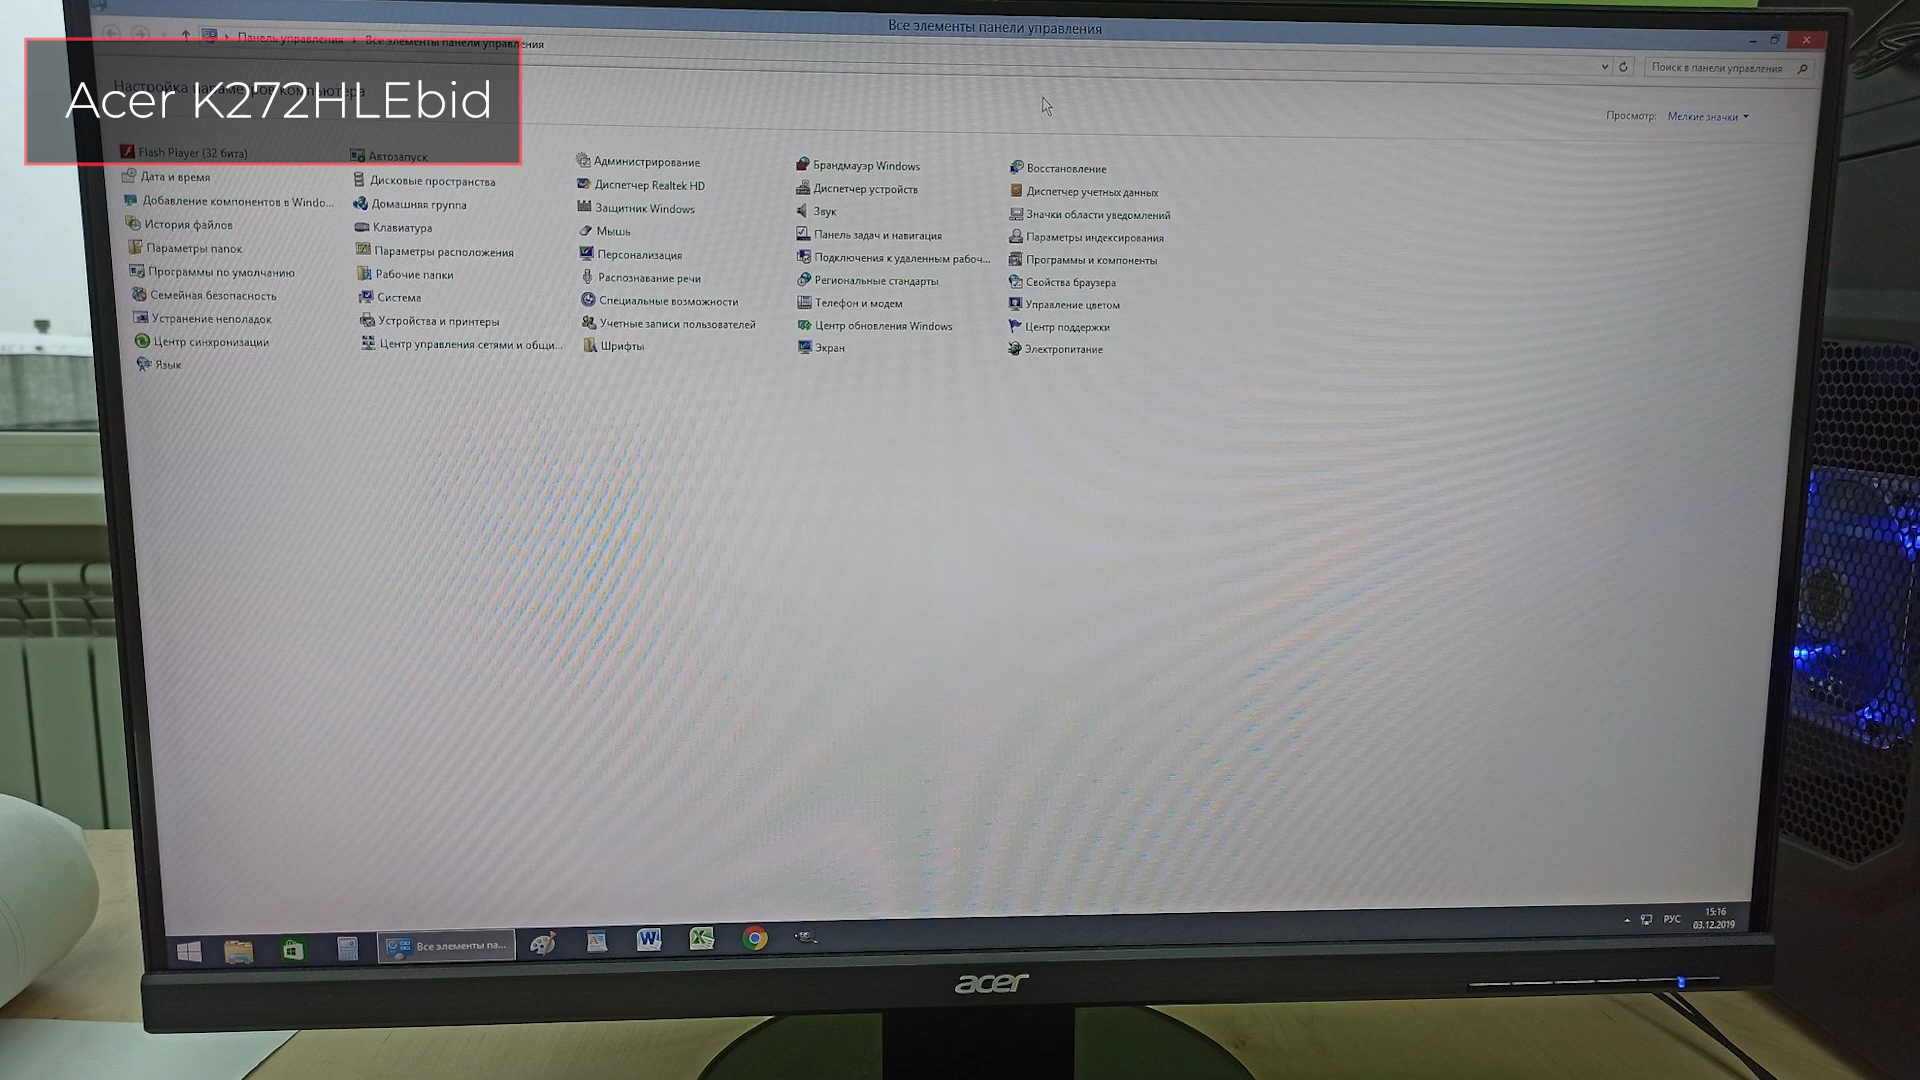 Все элементы панели управления
Панель управления Все элементы панели управления
Поиск в панели управления
Acer K272HLEbid
Настройка параметров компьютера
Просмотр: Мелкие значки
Flash Player (32 бита)
Автозапуск
Администрирование
Брандмауэр Windows
Восстановление
Дата и время
Дисковые пространства
Диспетчер Realtek HD
Диспетчер устройств
Диспетчер учетных данных
Добавление компонентов в Windo...
Домашняя группа
Защитник Windows
Звук
Значки области уведомлений
История файлов
Клавиатура
Мышь
Панель задач и навигация
Параметры индексирования
Параметры папок
Параметры расположения
Персонализация
Подключения к удаленным рабоч...
Программы и компоненты
Программы по умолчанию
Рабочие папки
Распознавание речи
Региональные стандарты
Свойства браузера
Семейная безопасность
Система
Специальные возможности
Телефон и модем
Управление цветом
Устранение неполадок
Устройства и принтеры
Учетные записи пользователей
Центр обновления Windows
Центр поддержки
Центр синхронизации
Центр управления сетями и общи...
Шрифты
Экран
Электропитание
Язык
Все элементы па...
РУС
15:16
03.12.2019
acer